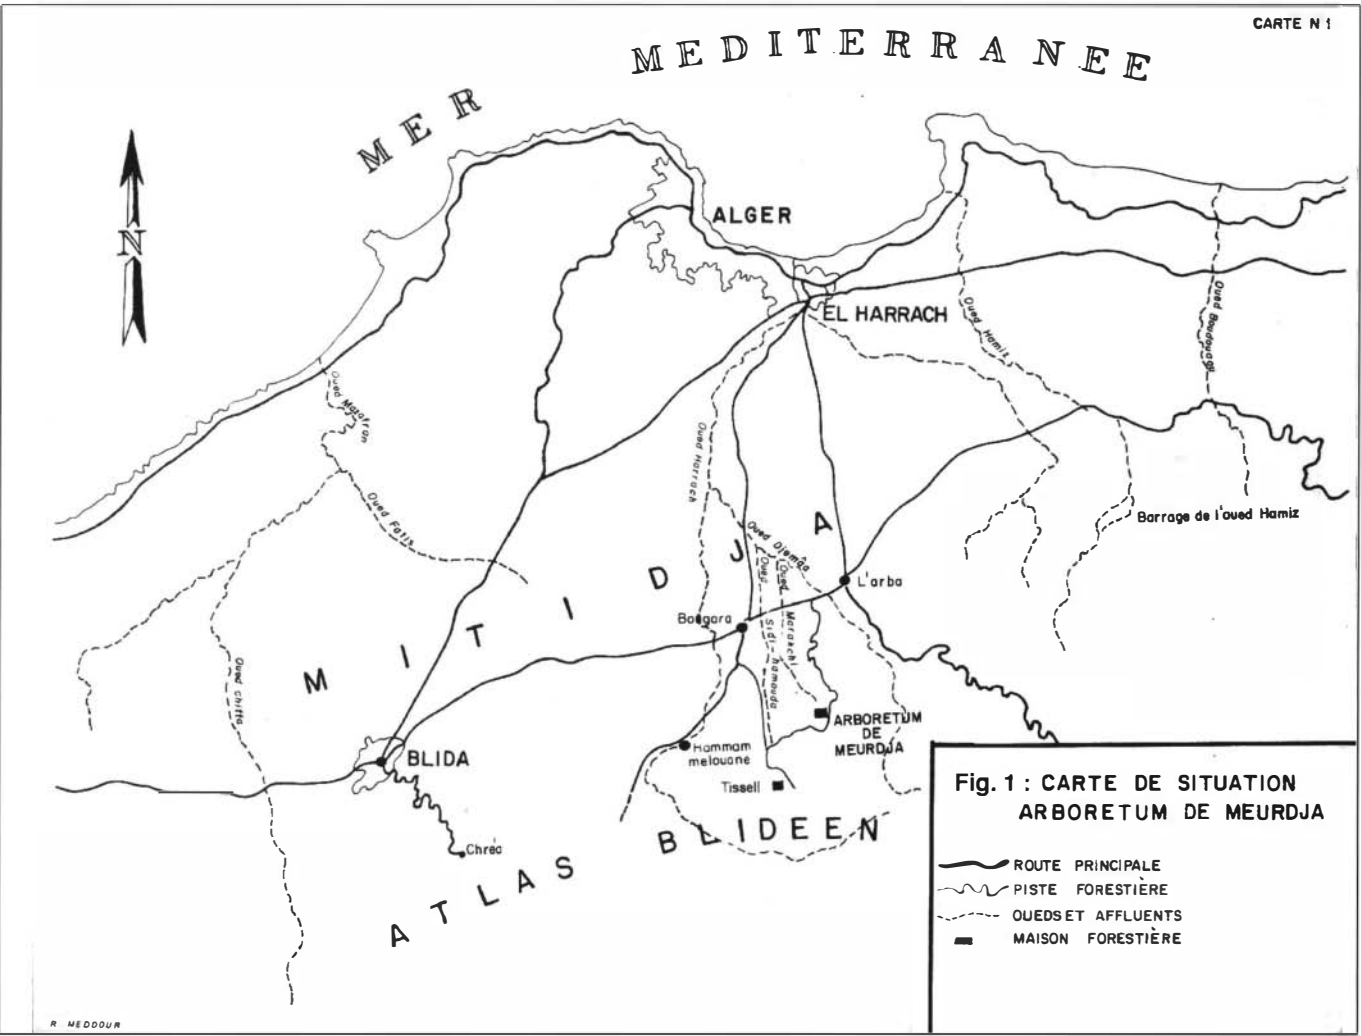 CARTE N 1
MER MEDITERRANEE
N
ALGER
EL HARRACH
Oued Hamiz
Oued Boudouaou
Oued Mazafran
Oued Harrach
Oued Fatis
Barrage de l'oued Hamiz
Oued Djemâa
L'arba
Oued Sidi-hamouda
Oued Marakchi
Bougara
MITIDJA
Oued chiffa
ARBORETUM
DE
MEURDJA
Hammam
melouane
Tissell
BLIDA
Chréa
ATLAS BLIDEEN
Fig. 1 : CARTE DE SITUATION
ARBORETUM DE MEURDJA
ROUTE PRINCIPALE
PISTE FORESTIÈRE
OUEDS ET AFFLUENTS
MAISON FORESTIÈRE
R MEDDOUR